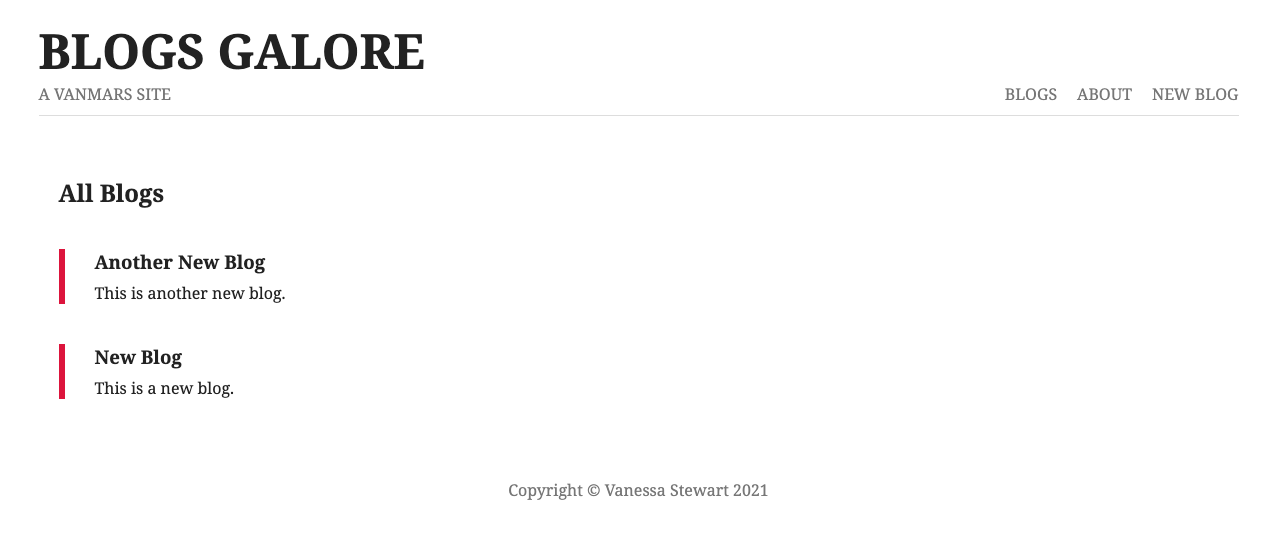 BLOGS GALORE
A VANMARS SITE
BLOGS ABOUT NEW BLOG
All Blogs
Another New Blog
This is another new blog.
New Blog
This is a new blog.
Copyright © Vanessa Stewart 2021